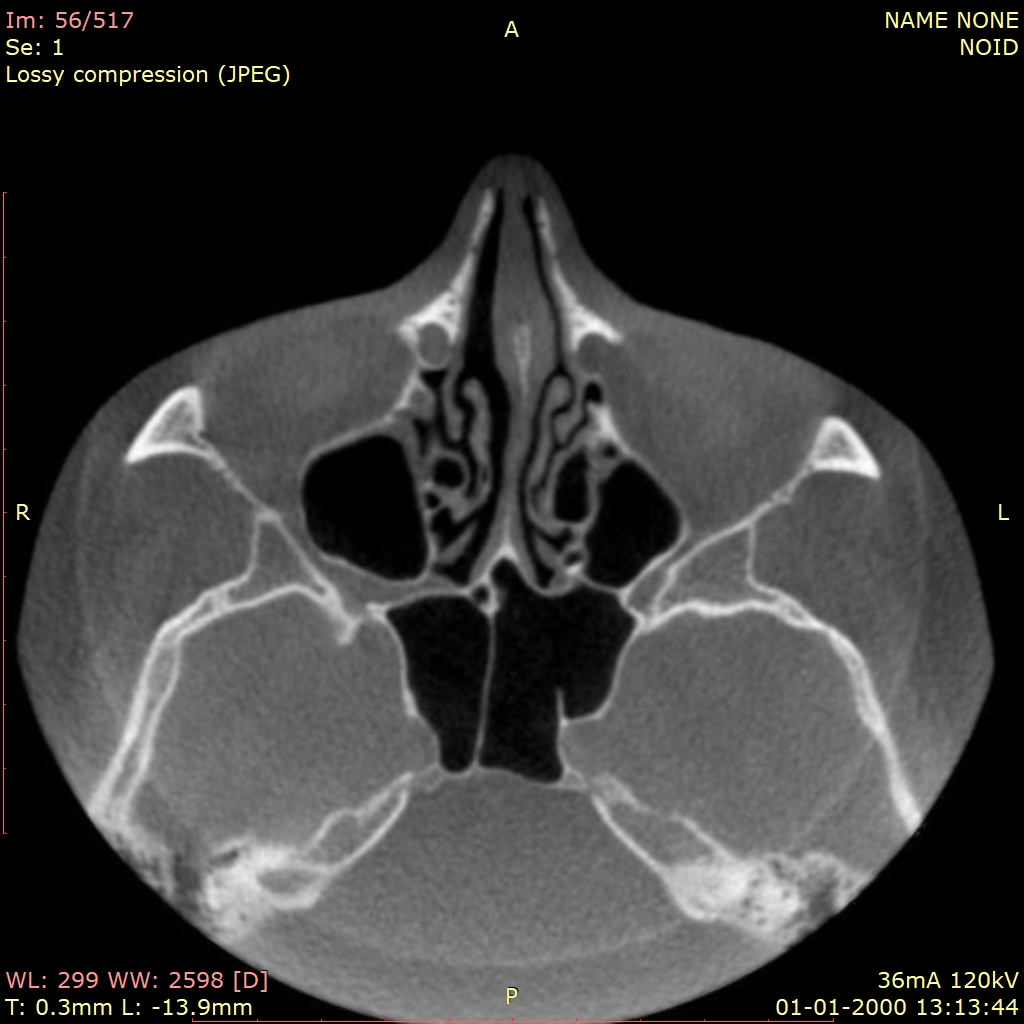 Im: 56/517
Se: 1
Lossy compression (JPEG)
A
NAME NONE
NOID
R
L
WL: 299 WW: 2598 [D]
T: 0.3mm L: -13.9mm
P
36mA 120kV
01-01-2000 13:13:44